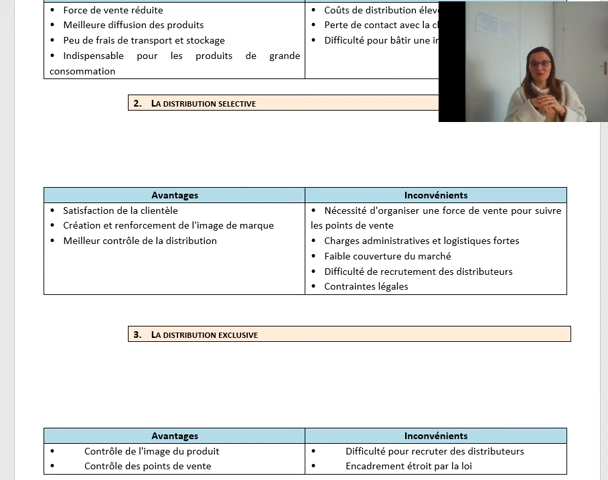 • Force de vente réduite
• Meilleure diffusion des produits
• Peu de frais de transport et stockage
• Indispensable pour les produits de grande
consommation
• Coûts de distribution
• Perte de contact avec la
• Difficulté pour bâtir une
2. LA DISTRIBUTION SELECTIVE
Avantages
• Satisfaction de la clientèle
• Création et renforcement de l'image de marque
• Meilleur contrôle de la distribution
Inconvénients
• Nécessité d'organiser une force de vente pour suivre
les points de vente
• Charges administratives et logistiques fortes
• Faible couverture du marché
• Difficulté de recrutement des distributeurs
• Contraintes légales
3. LA DISTRIBUTION EXCLUSIVE
Avantages
• Contrôle de l'image du produit
• Contrôle des points de vente
Inconvénients
• Difficulté pour recruter des distributeurs
• Encadrement étroit par la loi